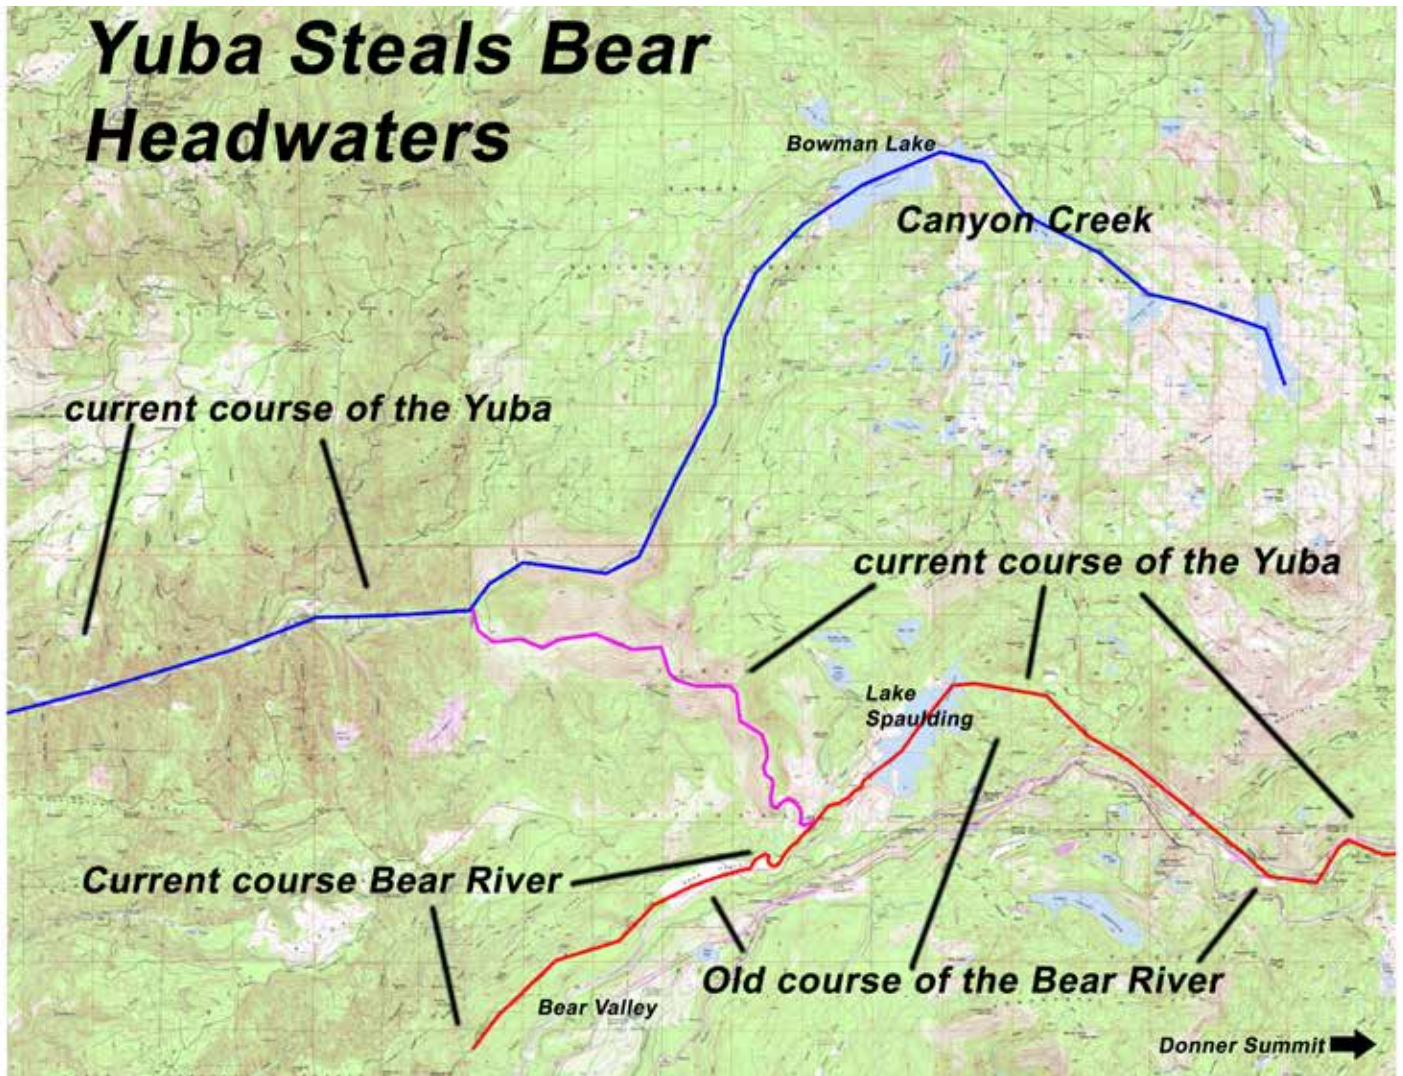 Yuba Steals Bear
Headwaters
Bowman Lake
Canyon Creek
current course of the Yuba
current course of the Yuba
Lake
Spaulding
Current course Bear River
Old course of the Bear River
Bear Valley
Donner Summit